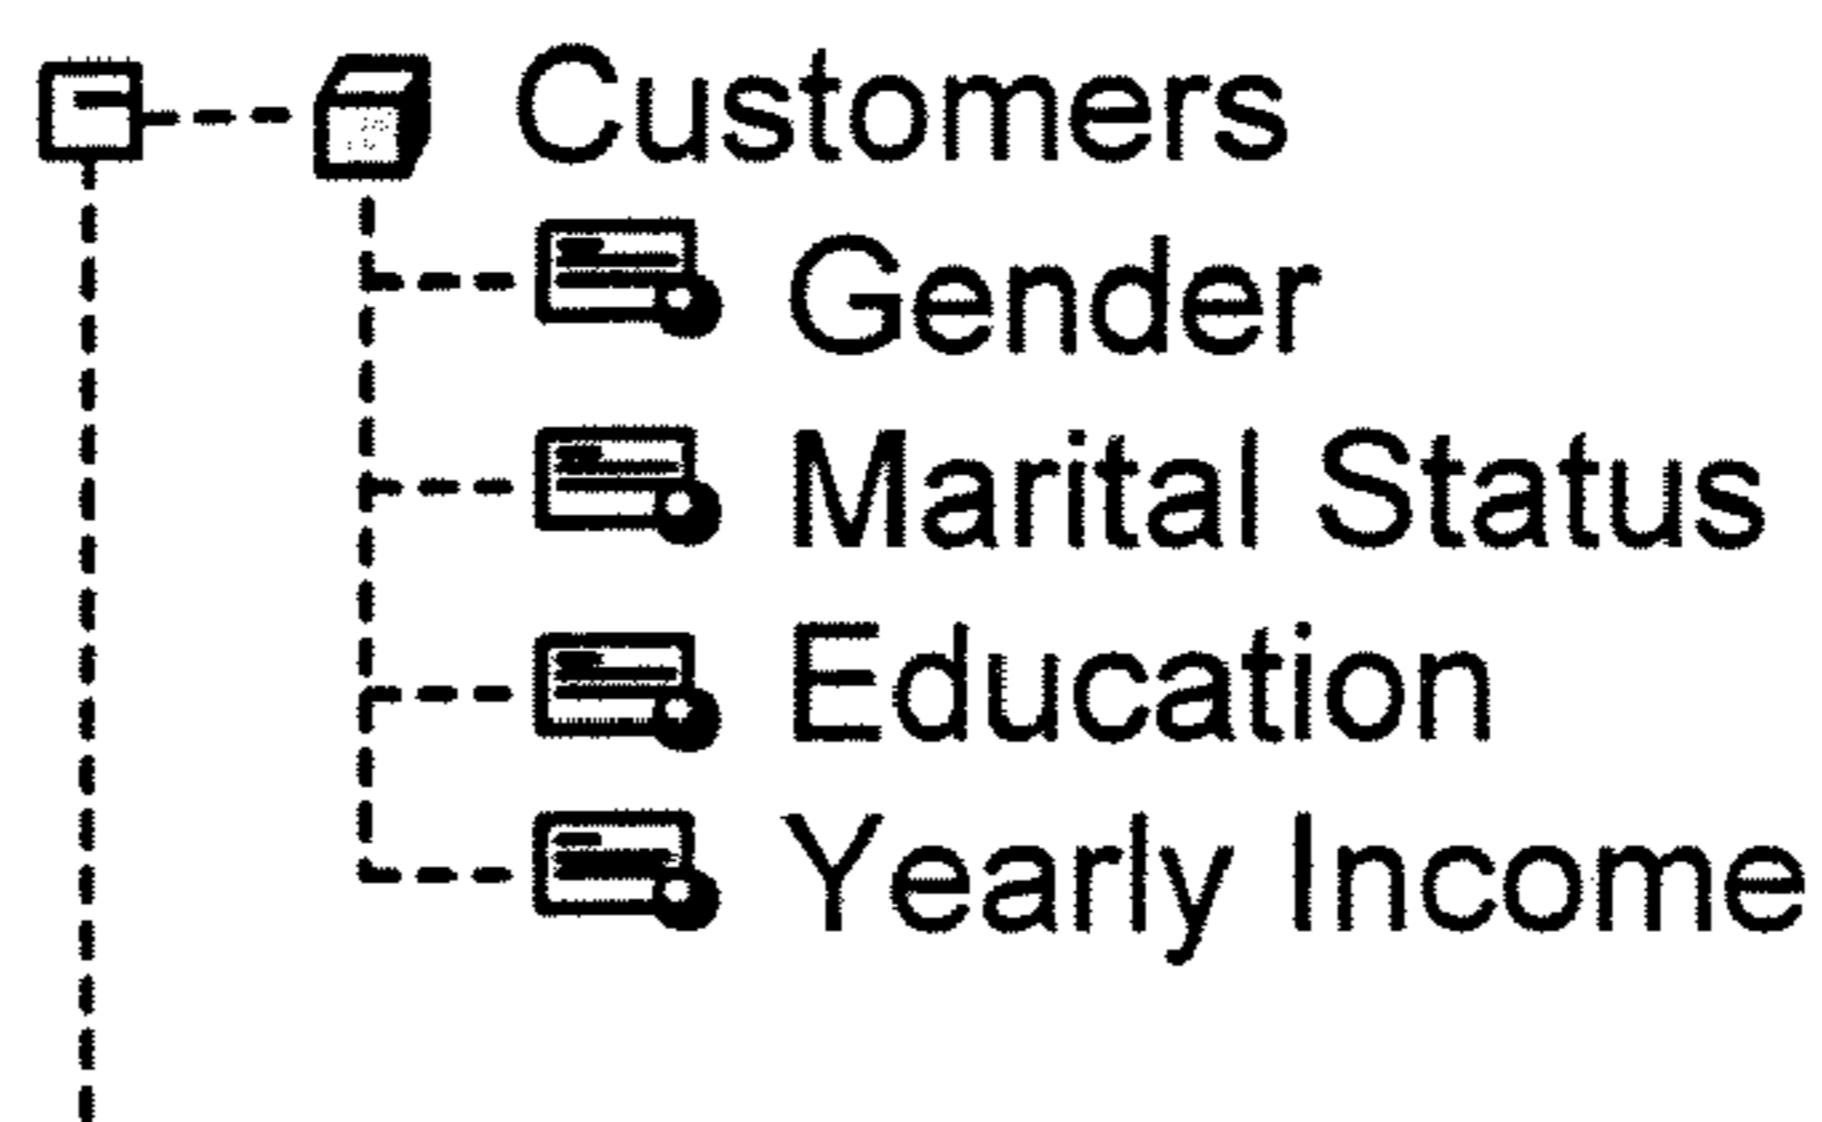 Customers
Gender
Marital Status
Education
Yearly Income